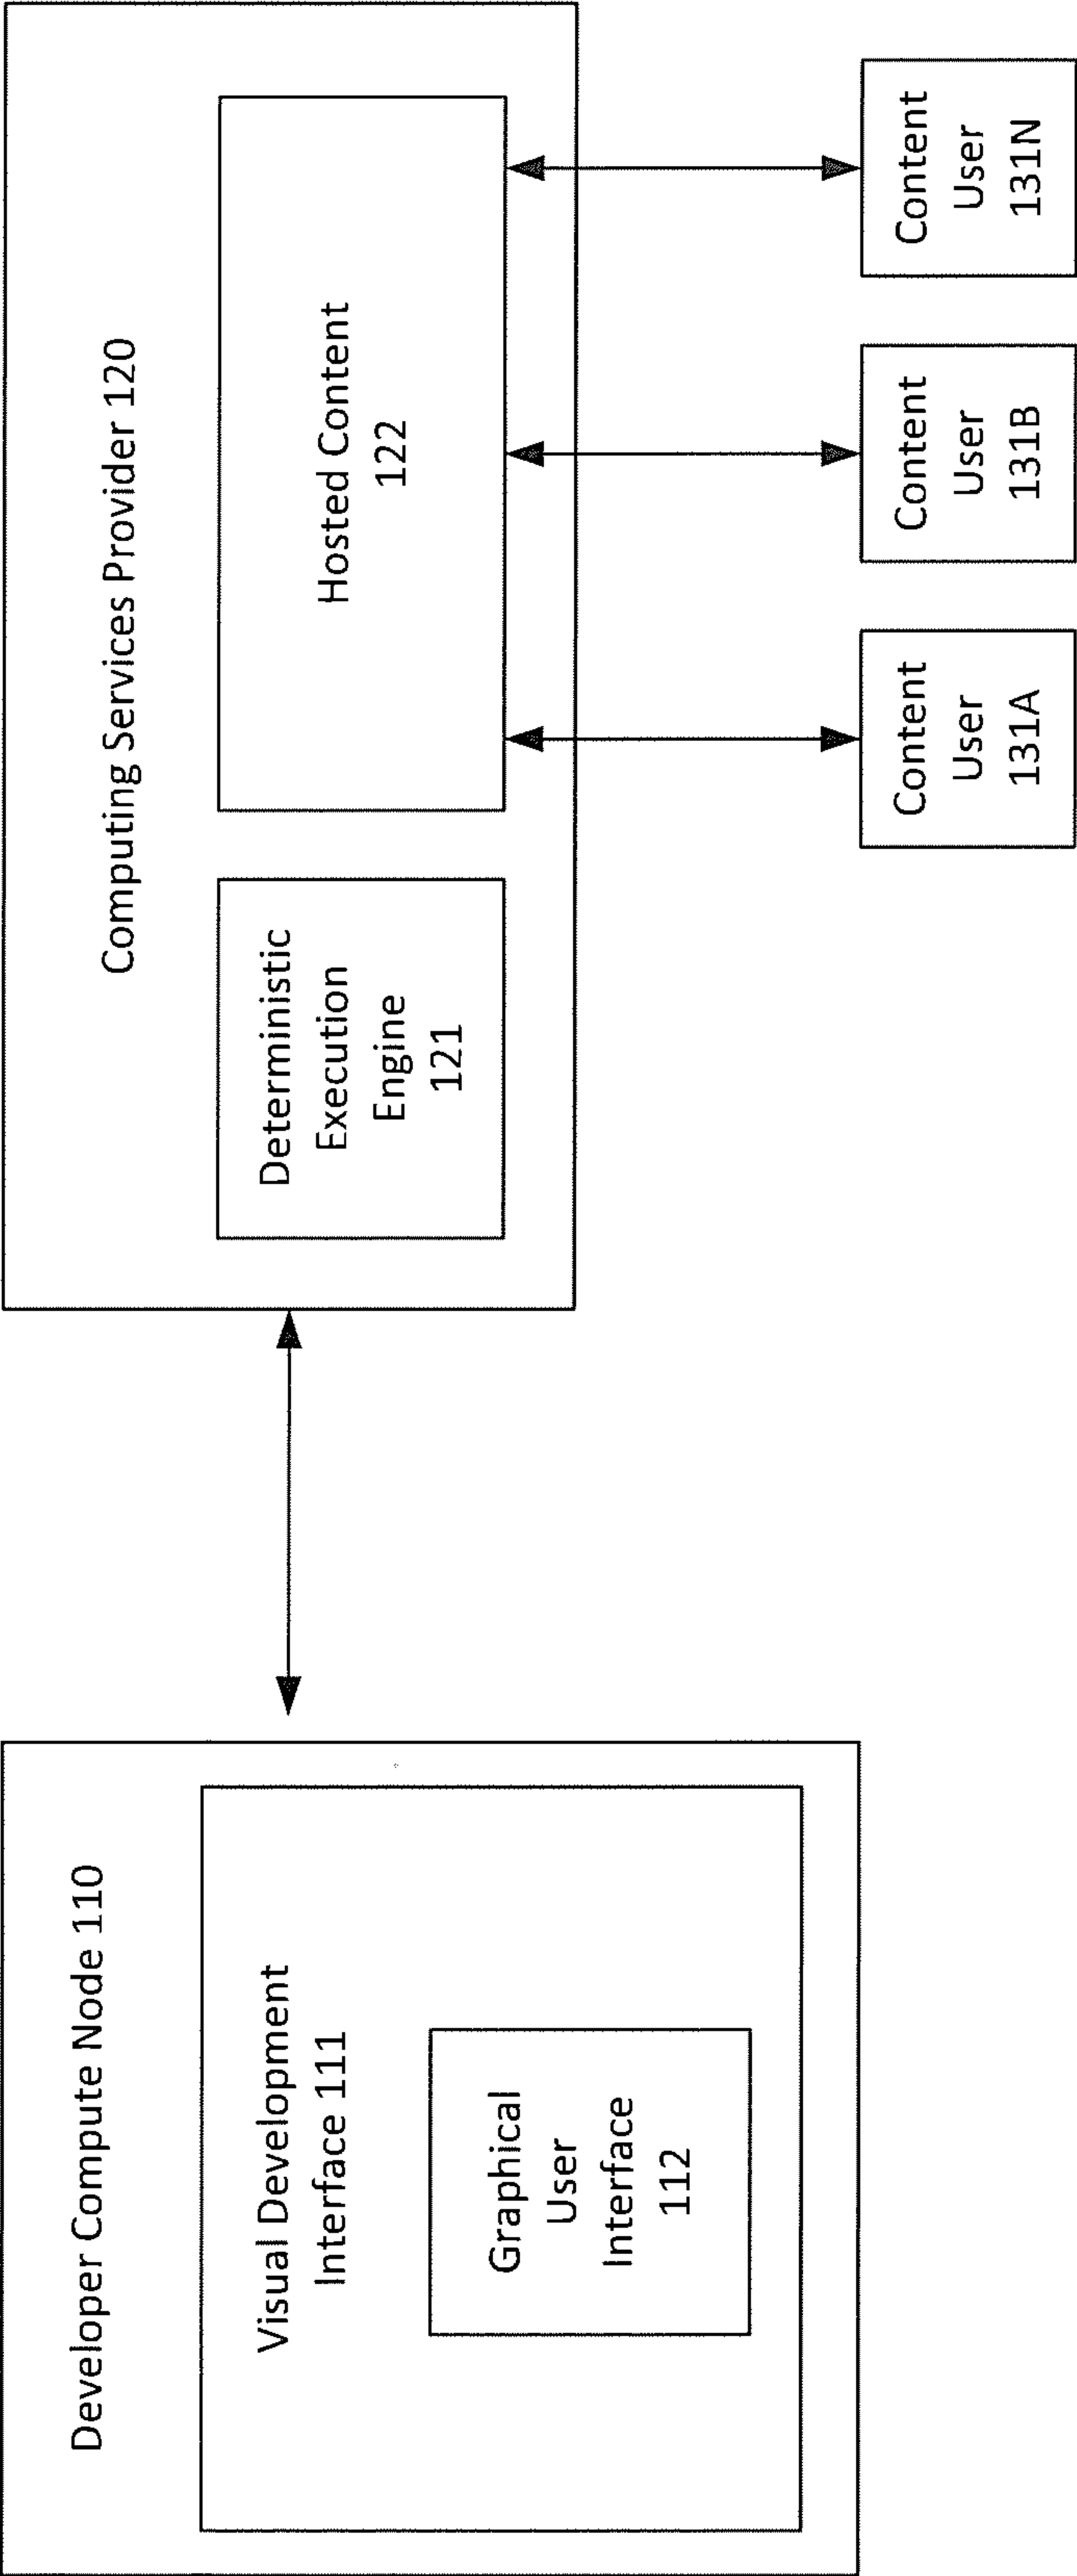 Developer Compute Node 110
Visual Development
Interface 111
Graphical
User
Interface
112
Computing Services Provider 120
Deterministic
Execution
Engine
121
Hosted Content
122
Content
User
131A
Content
User
131B
Content
User
131N